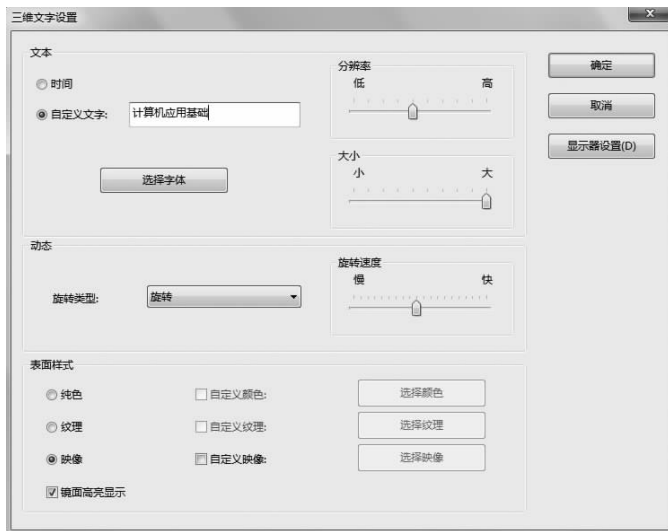 三维文字设置
文本
时间
自定义文字:
计算机应用基础
选择字体
分辨率
低
高
大小
小
大
确定
取消
显示器设置(D)
动态
旋转类型:
旋转
旋转速度
慢
快
表面样式
纯色
自定义颜色:
选择颜色
纹理
自定义纹理:
选择纹理
映像
自定义映像:
选择映像
镜面高亮显示